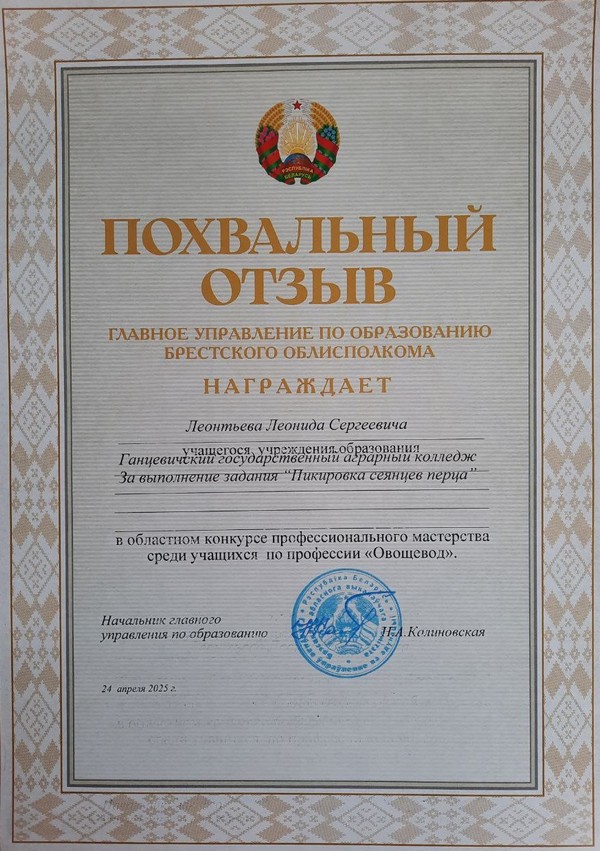 РЭСПУБЛІКА
БЕЛАРУСЬ
ПОХВАЛЬНЫЙ
ОТЗЫВ
ГЛАВНОЕ УПРАВЛЕНИЕ ПО ОБРАЗОВАНИЮ
БРЕСТСКОГО ОБЛИСПОЛКОМА
НАГРАЖДАЕТ
Леонтьева Леонида Сергеевича
учащегося учреждения образования
Ганцевичский государственный аграрный колледж
За выполнение задания “Пикировка сеянцев перца”
в областном конкурсе профессионального мастерства
среди учащихся по профессии «Овощевод».
Начальник главного
управления по образованию
Н.А.Колиновская
Рэспубліка Беларусь
24 апреля 2025 г.